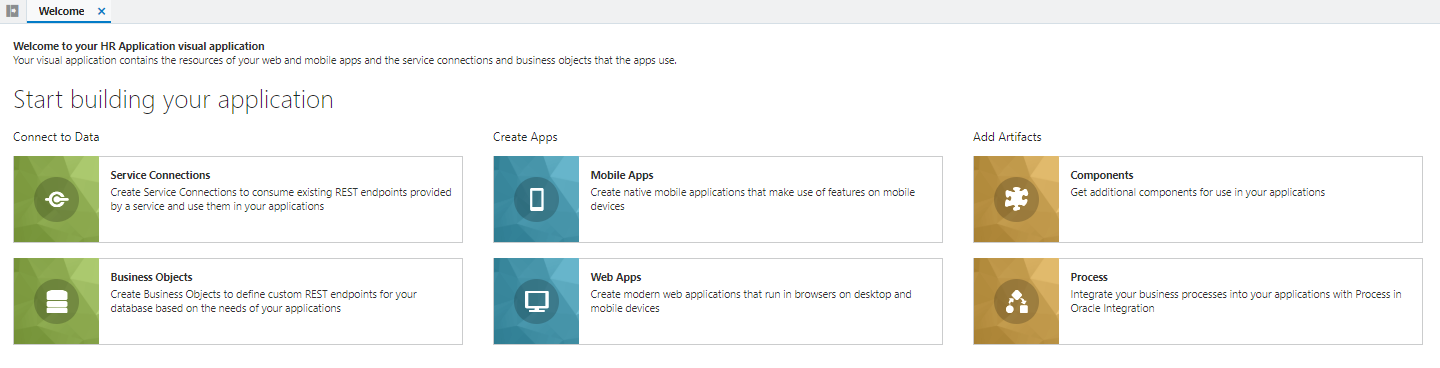 Welcome
Welcome to your HR Application visual application
Your visual application contains the resources of your web and mobile apps and the service connections and business objects that the apps use.
Start building your application
Connect to Data
Service Connections
Create Service Connections to consume existing REST endpoints provided
by a service and use them in your applications
Business Objects
Create Business Objects to define custom REST endpoints for your
database based on the needs of your applications
Create Apps
Mobile Apps
Create native mobile applications that make use of features on mobile
devices
Web Apps
Create modern web applications that run in browsers on desktop and
mobile devices
Add Artifacts
Components
Get additional components for use in your applications
Process
Integrate your business processes into your applications with Process in
Oracle Integration